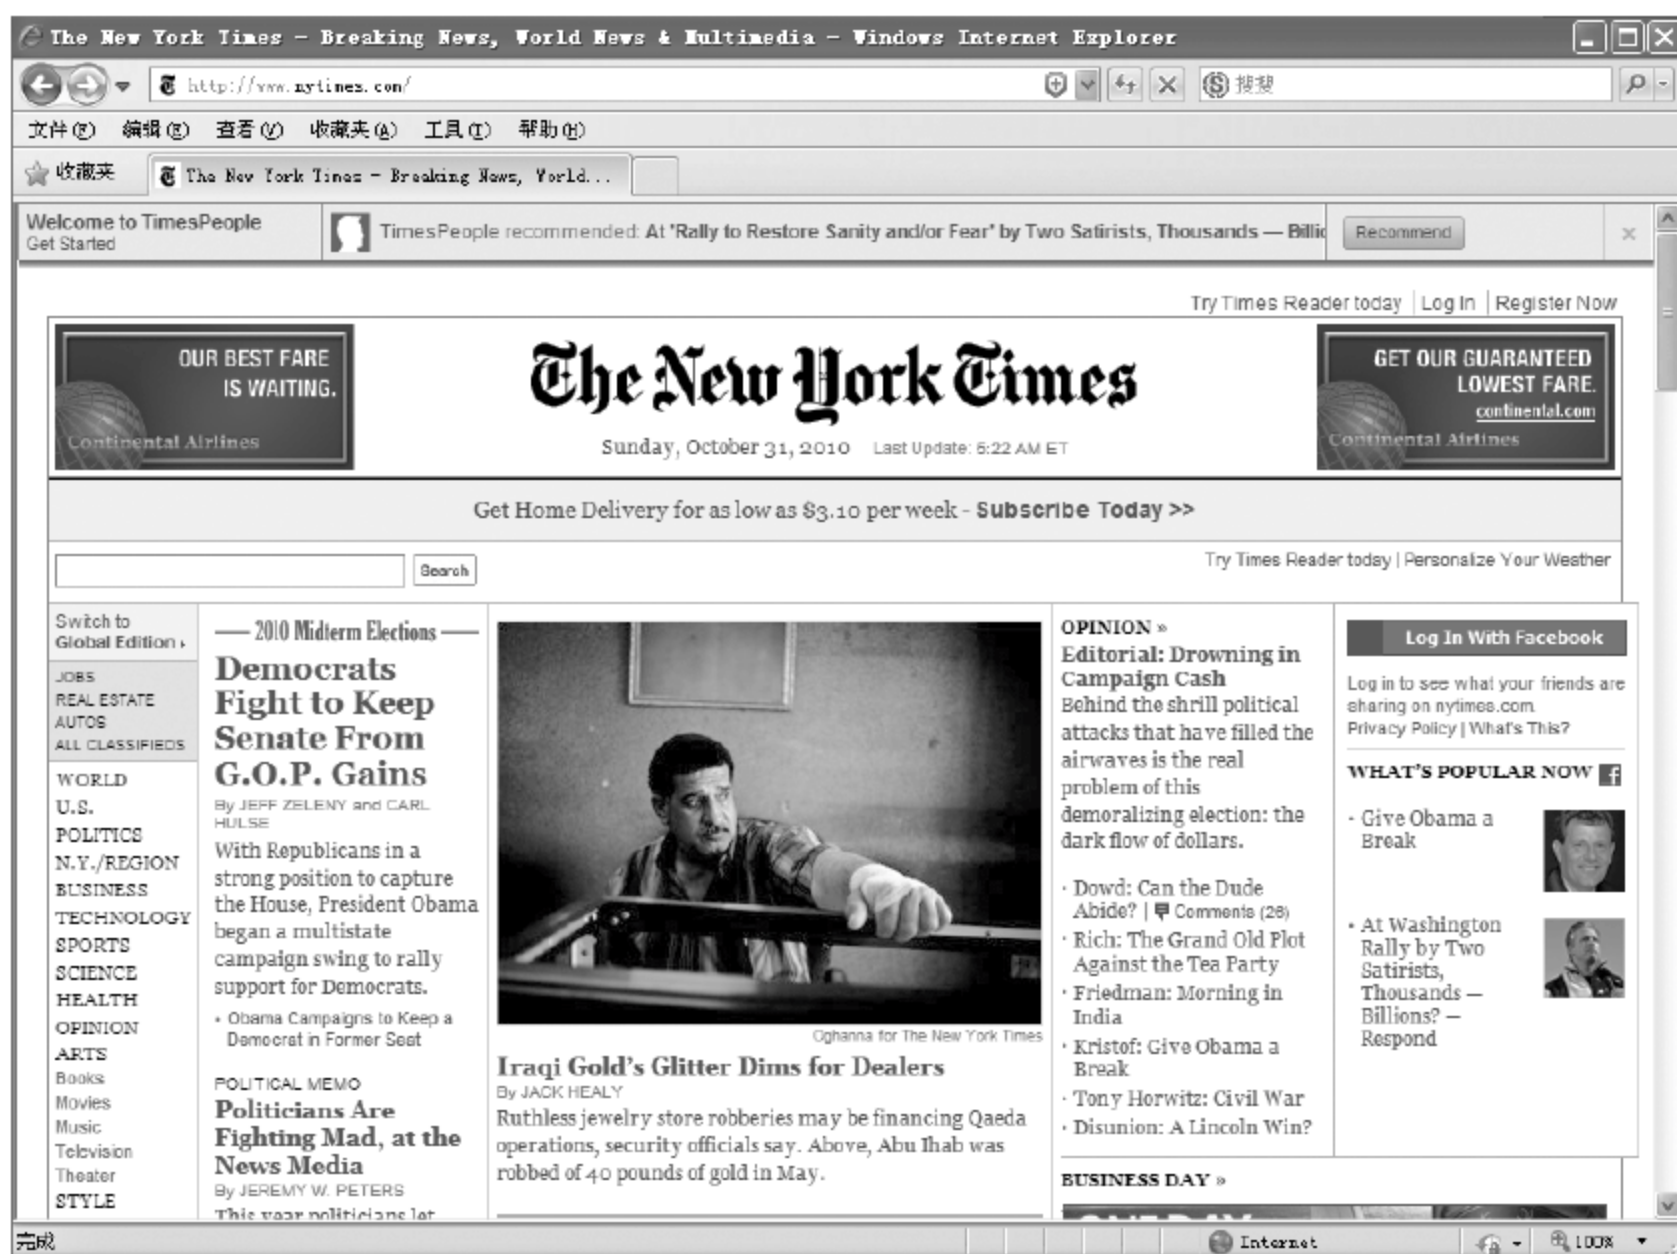 The New York Times - Breaking News, World News & Multimedia - Windows Internet Explorer
http://www.nytimes.com/
搜搜
文件(F) 编辑(E) 查看(V) 收藏夹(A) 工具(T) 帮助(H)
收藏夹
The New York Times - Breaking News, World...
Welcome to TimesPeople
Get Started
TimesPeople recommended: At 'Rally to Restore Sanity and/or Fear' by Two Satirists, Thousands — Billic
Recommend
Try Times Reader today | Log In | Register Now
OUR BEST FARE
IS WAITING.
Continental Airlines
The New York Times
Sunday, October 31, 2010 Last Update: 5:22 AM ET
GET OUR GUARANTEED
LOWEST FARE.
continental.com
Continental Airlines
Get Home Delivery for as low as $3.10 per week - Subscribe Today >>
Search
Try Times Reader today | Personalize Your Weather
Switch to
Global Edition ›
JOBS
REAL ESTATE
AUTOS
ALL CLASSIFIEDS
WORLD
U.S.
POLITICS
N.Y./REGION
BUSINESS
TECHNOLOGY
SPORTS
SCIENCE
HEALTH
OPINION
ARTS
Books
Movies
Music
Television
Theater
STYLE
2010 Midterm Elections
Democrats
Fight to Keep
Senate From
G.O.P. Gains
By JEFF ZELENY and CARL
HULSE
With Republicans in a
strong position to capture
the House, President Obama
began a multistate
campaign swing to rally
support for Democrats.
• Obama Campaigns to Keep a
Democrat in Former Seat
POLITICAL MEMO
Politicians Are
Fighting Mad, at the
News Media
By JEREMY W. PETERS
This year politicians let
Oghanna for The New York Times
Iraqi Gold's Glitter Dims for Dealers
By JACK HEALY
Ruthless jewelry store robberies may be financing Qaeda
operations, security officials say. Above, Abu Ihab was
robbed of 40 pounds of gold in May.
OPINION »
Editorial: Drowning in
Campaign Cash
Behind the shrill political
attacks that have filled the
airwaves is the real
problem of this
demoralizing election: the
dark flow of dollars.
• Dowd: Can the Dude
Abide? | Comments (26)
• Rich: The Grand Old Plot
Against the Tea Party
• Friedman: Morning in
India
• Kristof: Give Obama a
Break
• Tony Horwitz: Civil War
• Disunion: A Lincoln Win?
BUSINESS DAY »
Log In With Facebook
Log in to see what your friends are
sharing on nytimes.com.
Privacy Policy | What's This?
WHAT'S POPULAR NOW f
• Give Obama a
Break
• At Washington
Rally by Two
Satirists,
Thousands —
Billions? —
Respond
完成
Internet
100%